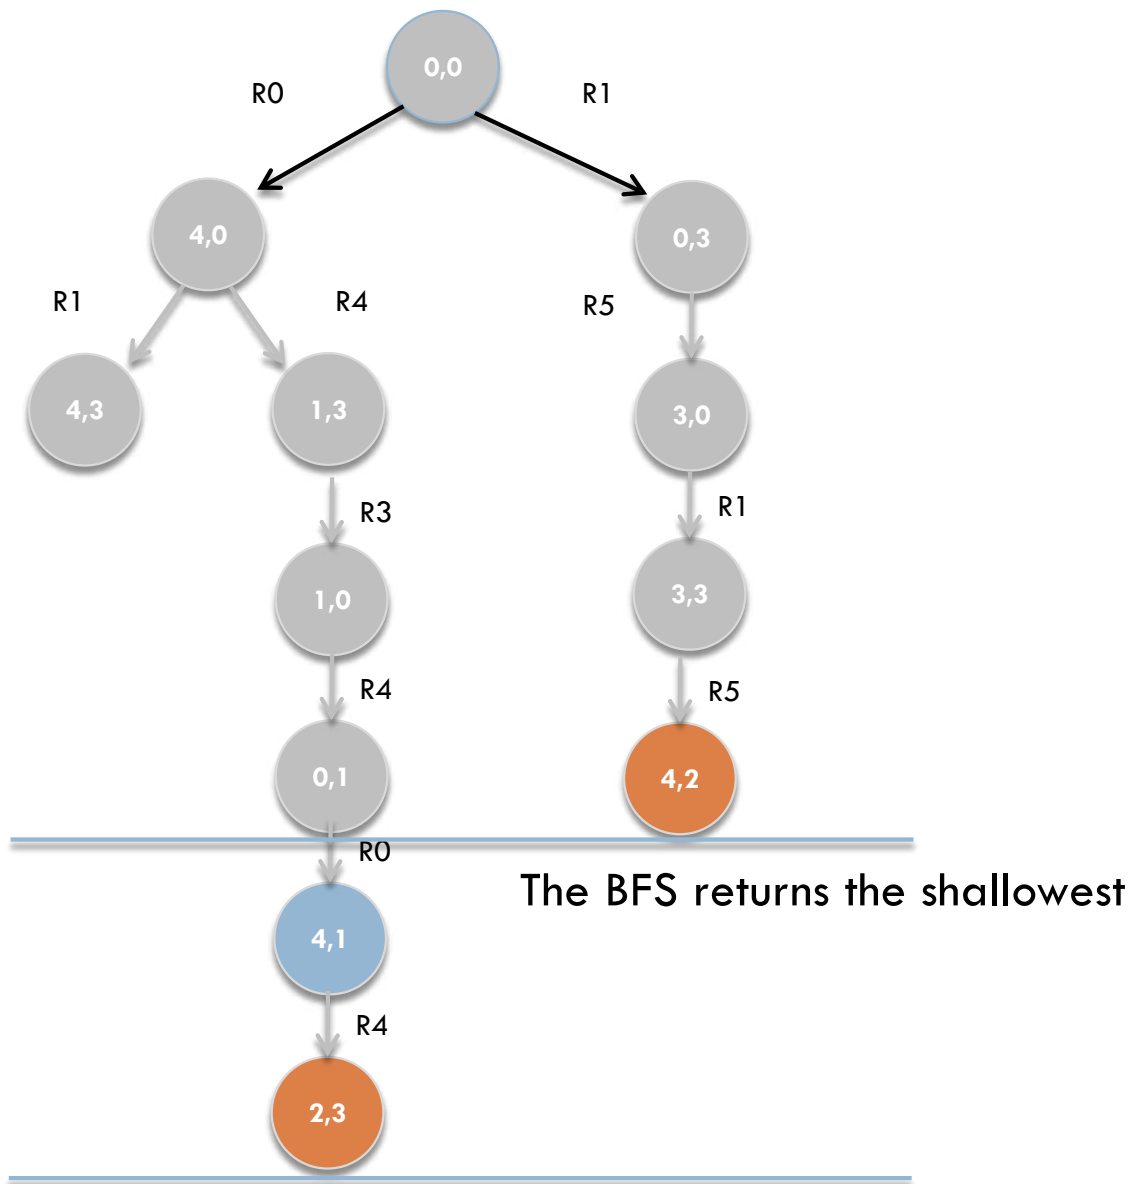 0,0
R0
R1
4,0
0,3
R1
R4
R5
4,3
1,3
3,0
R3
R1
1,0
3,3
R4
R5
0,1
4,2
R0
The BFS returns the shallowest
4,1
R4
2,3